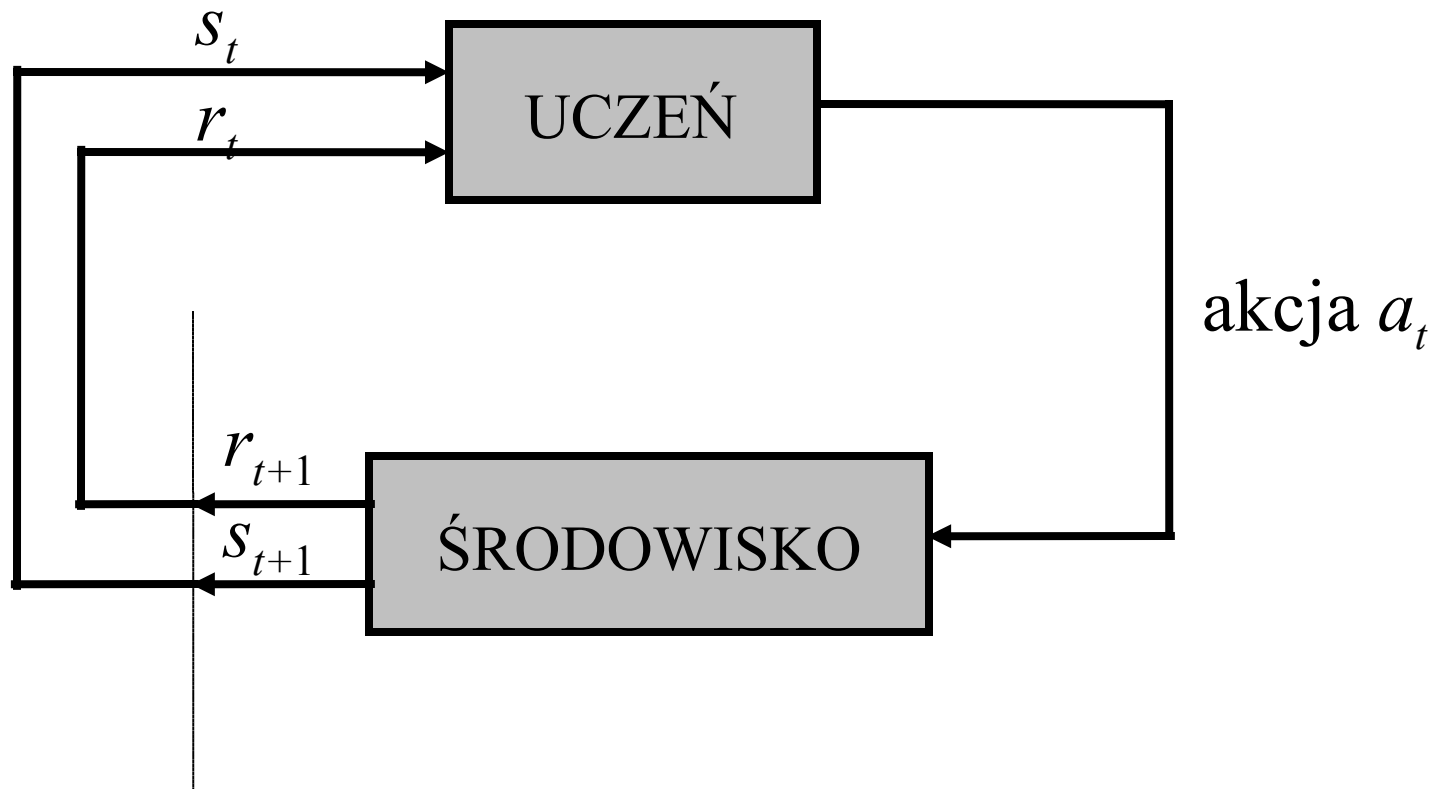 s_t
UCZEŃ
r_t
akcja a_t
r_{t+1}
s_{t+1}
ŚRODOWISKO